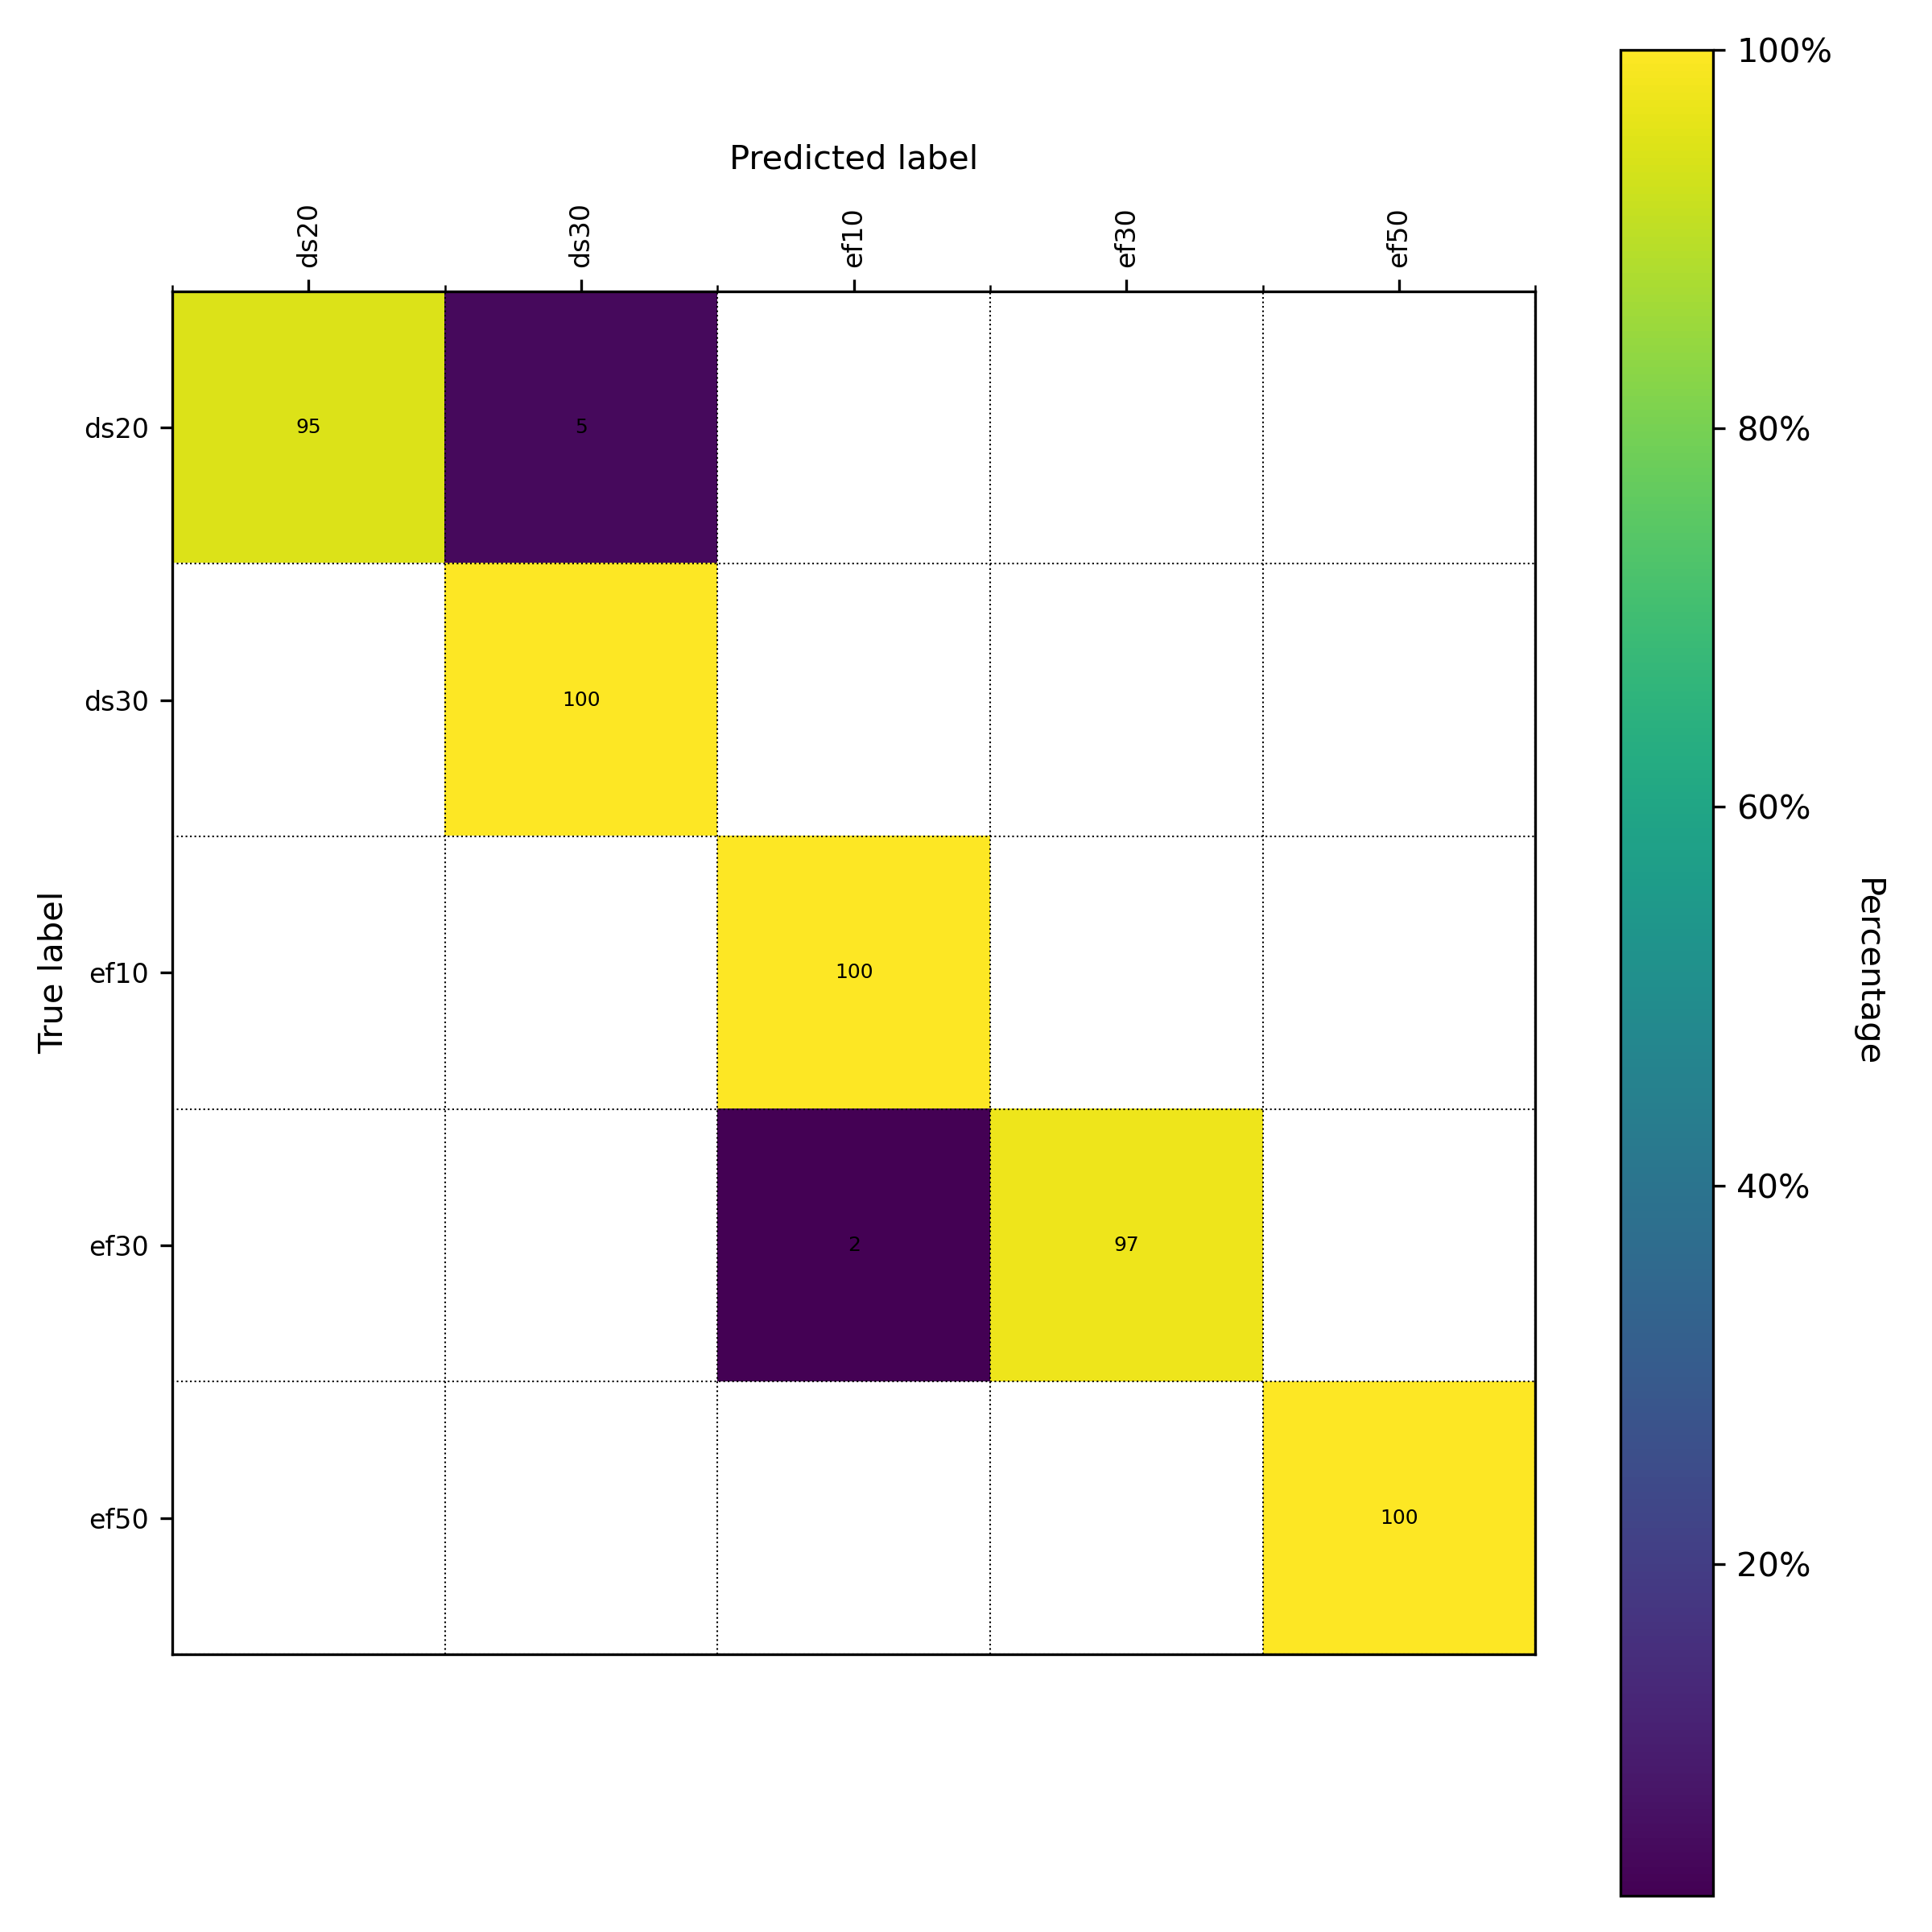 Predicted label
ds20 ds30 ef10 ef30 ef50
ds20 95 5
ds30 100
ef10 100
ef30 2 97
ef50 100
True label
100%
80%
60%
40%
20%
Percentage